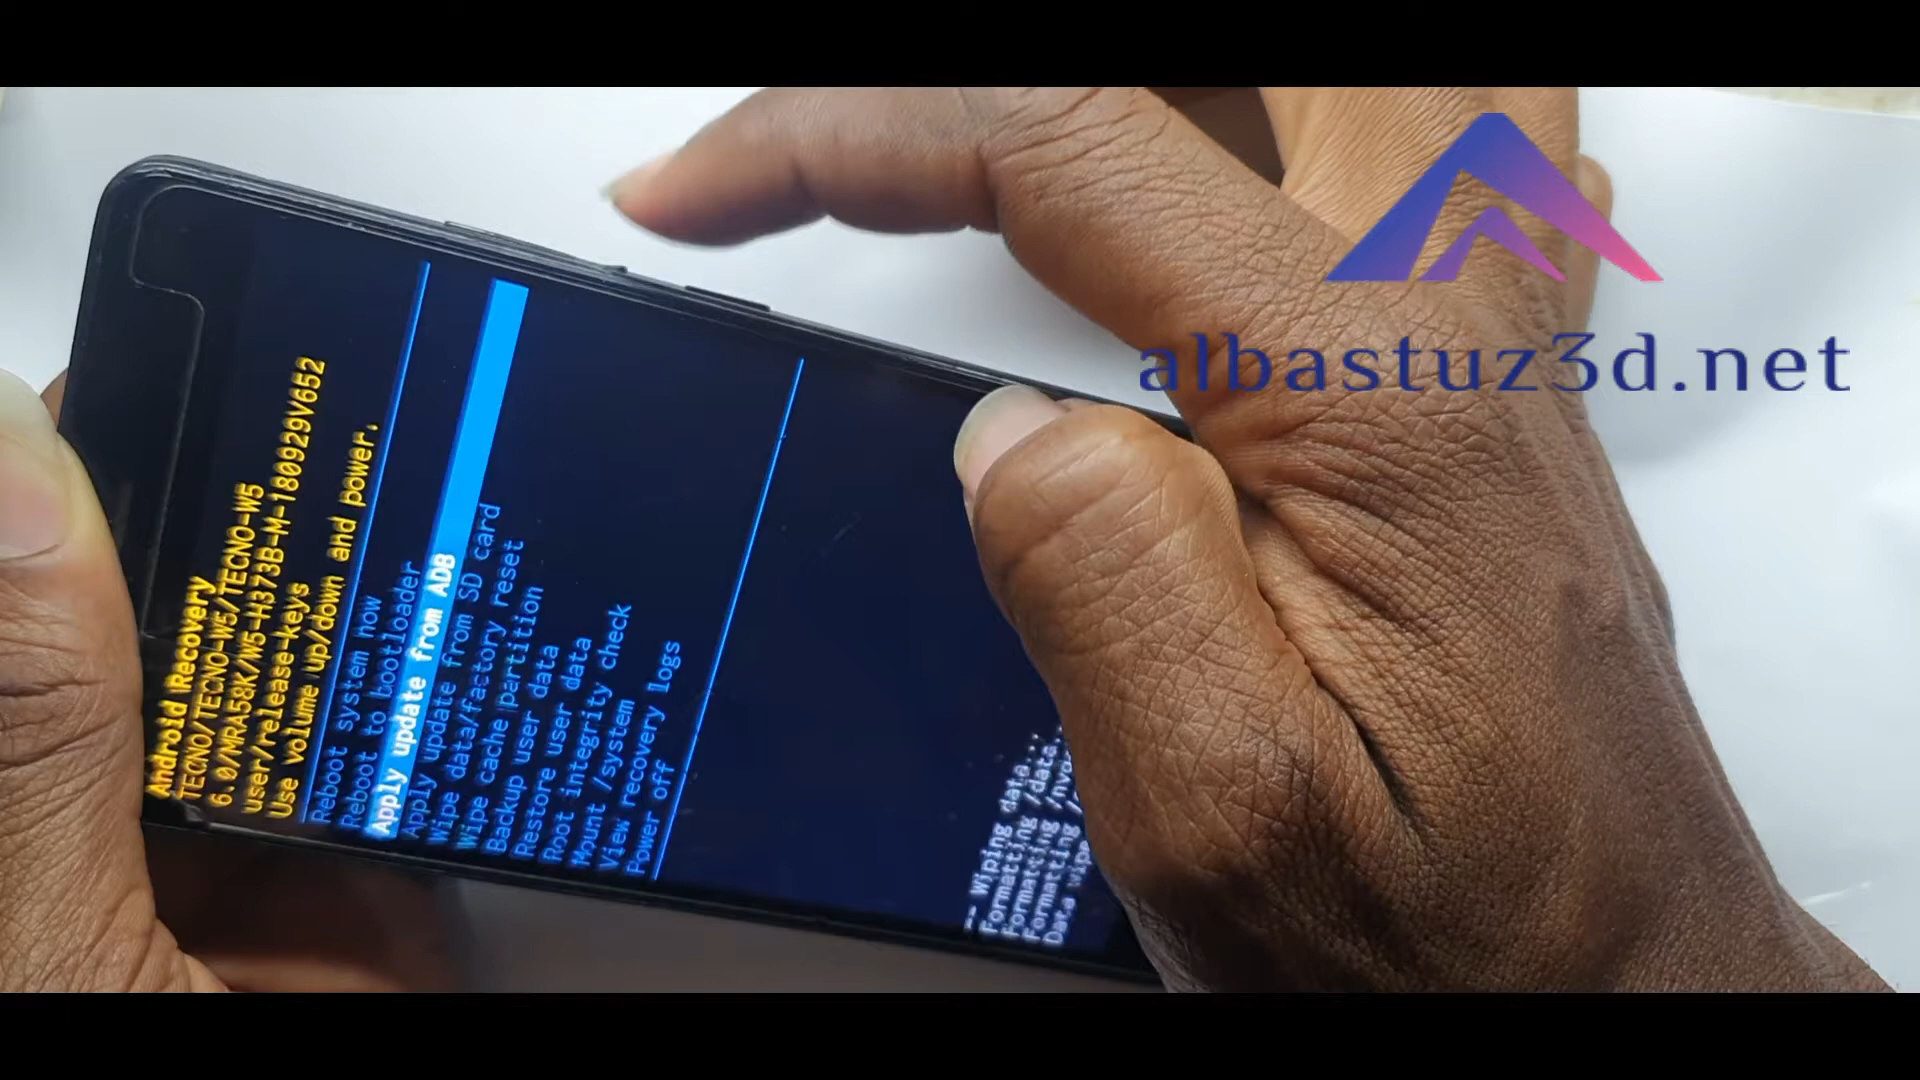 Android Recovery
TECNO/TECNO-W5/TECNO-W5
6.0/MRA58K/W5-H373B-M-180929V652
user/release-keys
Use volume up/down and power.
Reboot system now
Reboot to bootloader
Apply update from ADB
Apply update from SD card
Wipe data/factory reset
Wipe cache partition
Backup user data
Restore user data
Root integrity check
Mount /system
View recovery logs
Power off
-- Wiping data...
Formatting /data...
Formatting
Formatting
Data wipe
albastuz3d.net